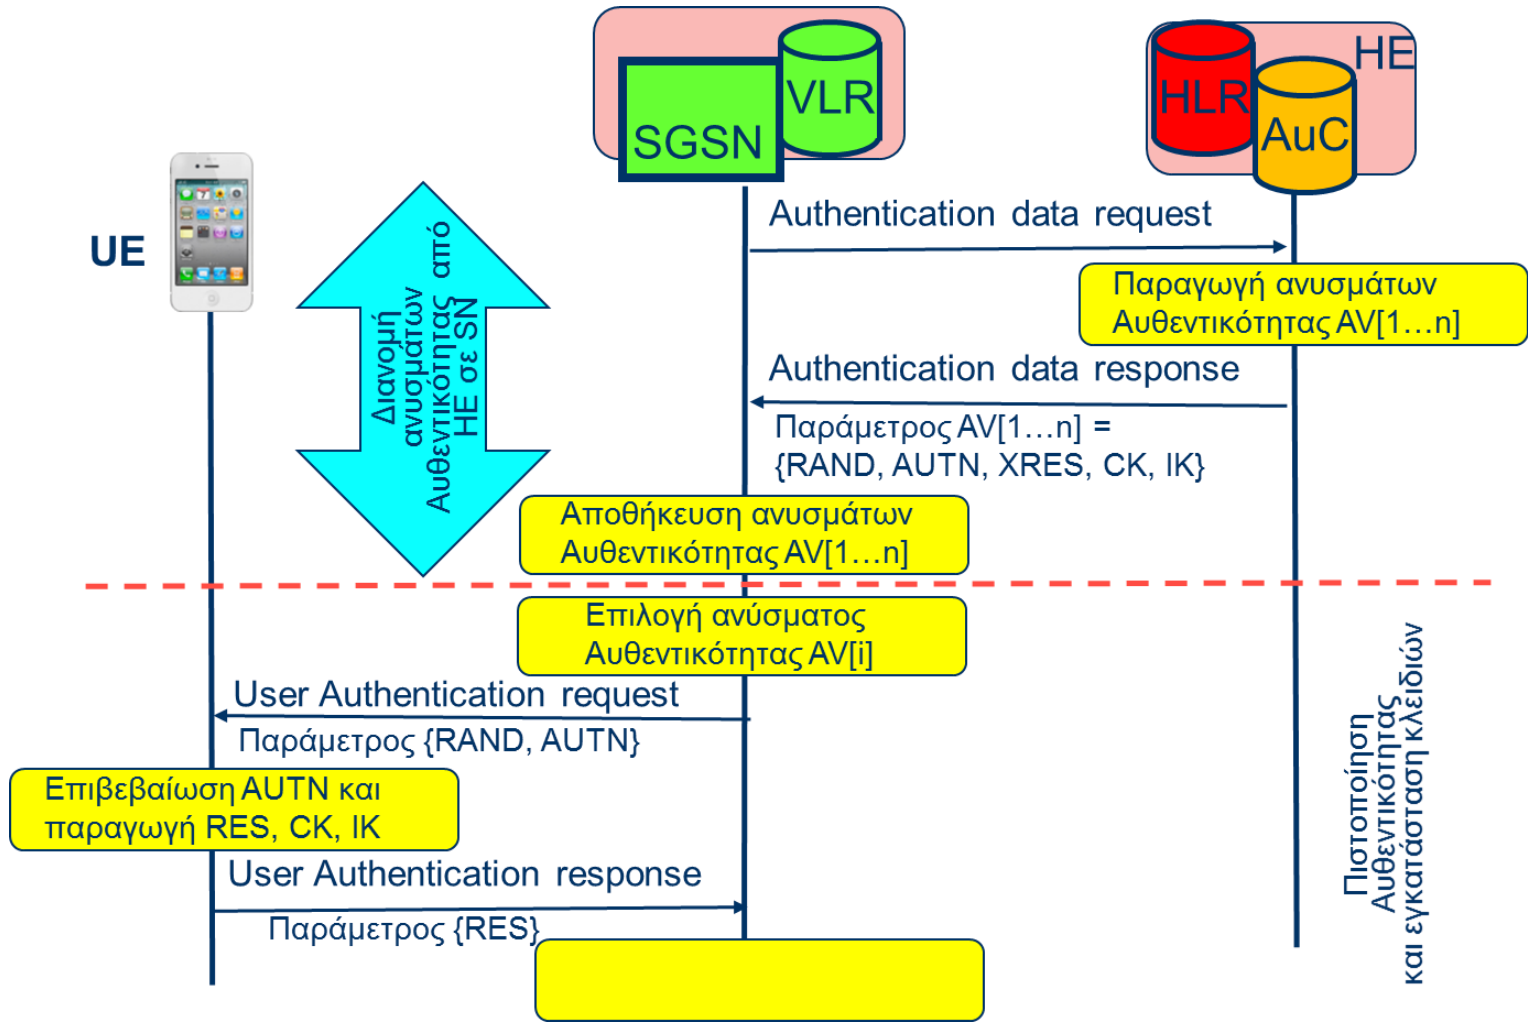 VLR
SGSN
HE
HLR
AuC
UE
Authentication data request
Παραγωγή ανυσμάτων
Αυθεντικότητας AV[1…n]
Διανομή
ανυσμάτων
Αυθεντικότητας από
HE σε SN
Authentication data response
Παράμετρος AV[1…n] =
{RAND, AUTN, XRES, CK, IK}
Αποθήκευση ανυσμάτων
Αυθεντικότητας AV[1…n]
Επιλογή ανύσματος
Αυθεντικότητας AV[i]
User Authentication request
Παράμετρος {RAND, AUTN}
Επιβεβαίωση AUTN και
παραγωγή RES, CK, IK
User Authentication response
Παράμετρος {RES}
Πιστοποίηση
Αυθεντικότητας
και εγκατάσταση κλειδιών